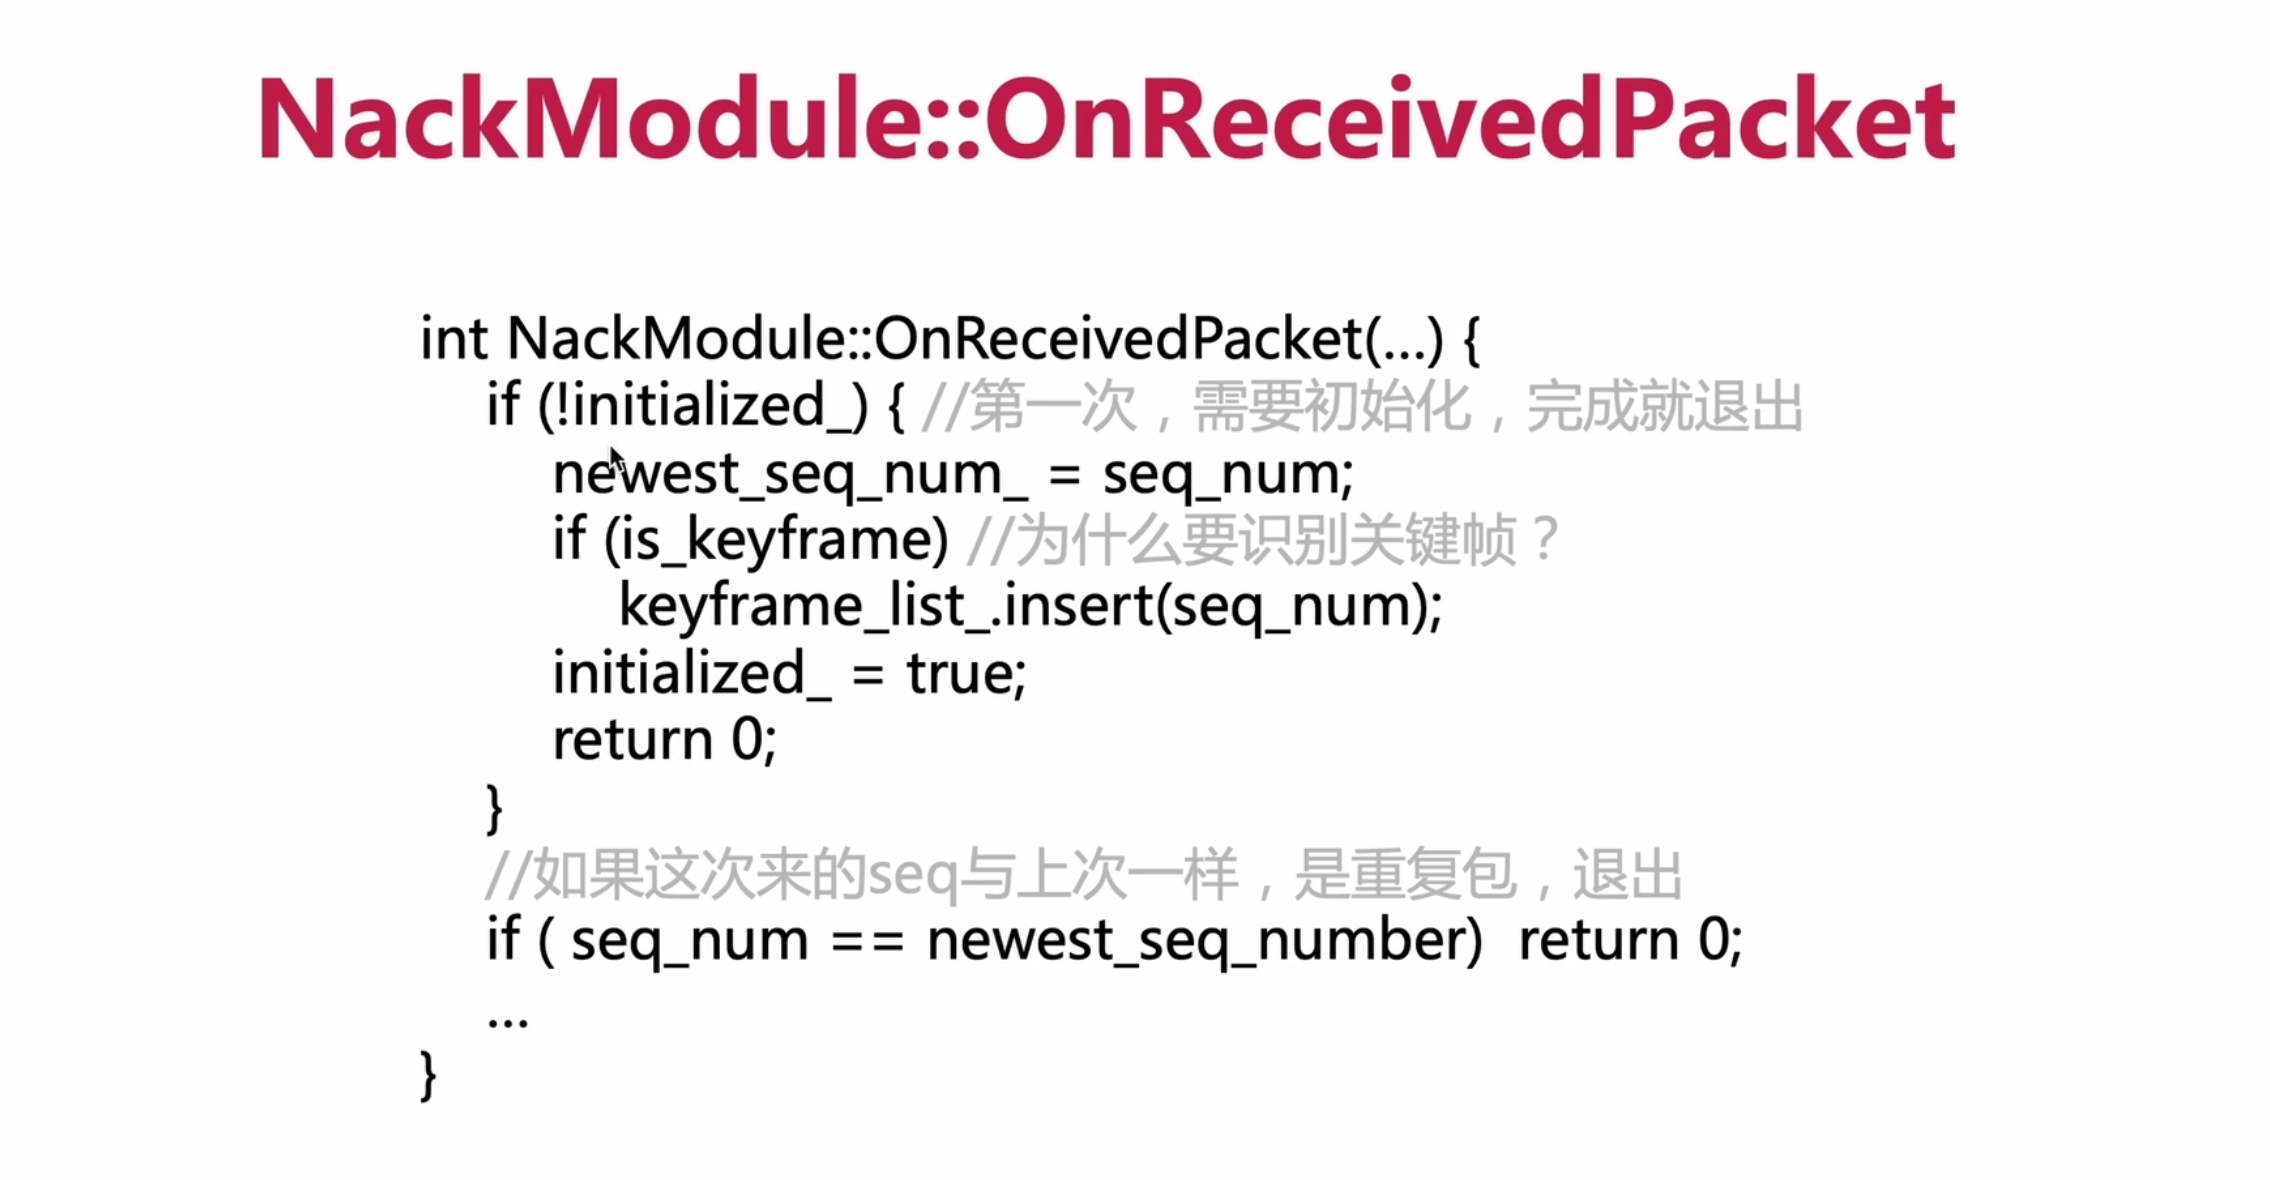 NackModule::OnReceivedPacket
int NackModule::OnReceivedPacket(...) {
if (!initialized_) { //第一次，需要初始化，完成就退出
newest_seq_num_ = seq_num;
if (is_keyframe) //为什么要识别关键帧？
keyframe_list_.insert(seq_num);
initialized_ = true;
return 0;
}
//如果这次来的seq与上次一样，是重复包，退出
if ( seq_num == newest_seq_number) return 0;
...
}